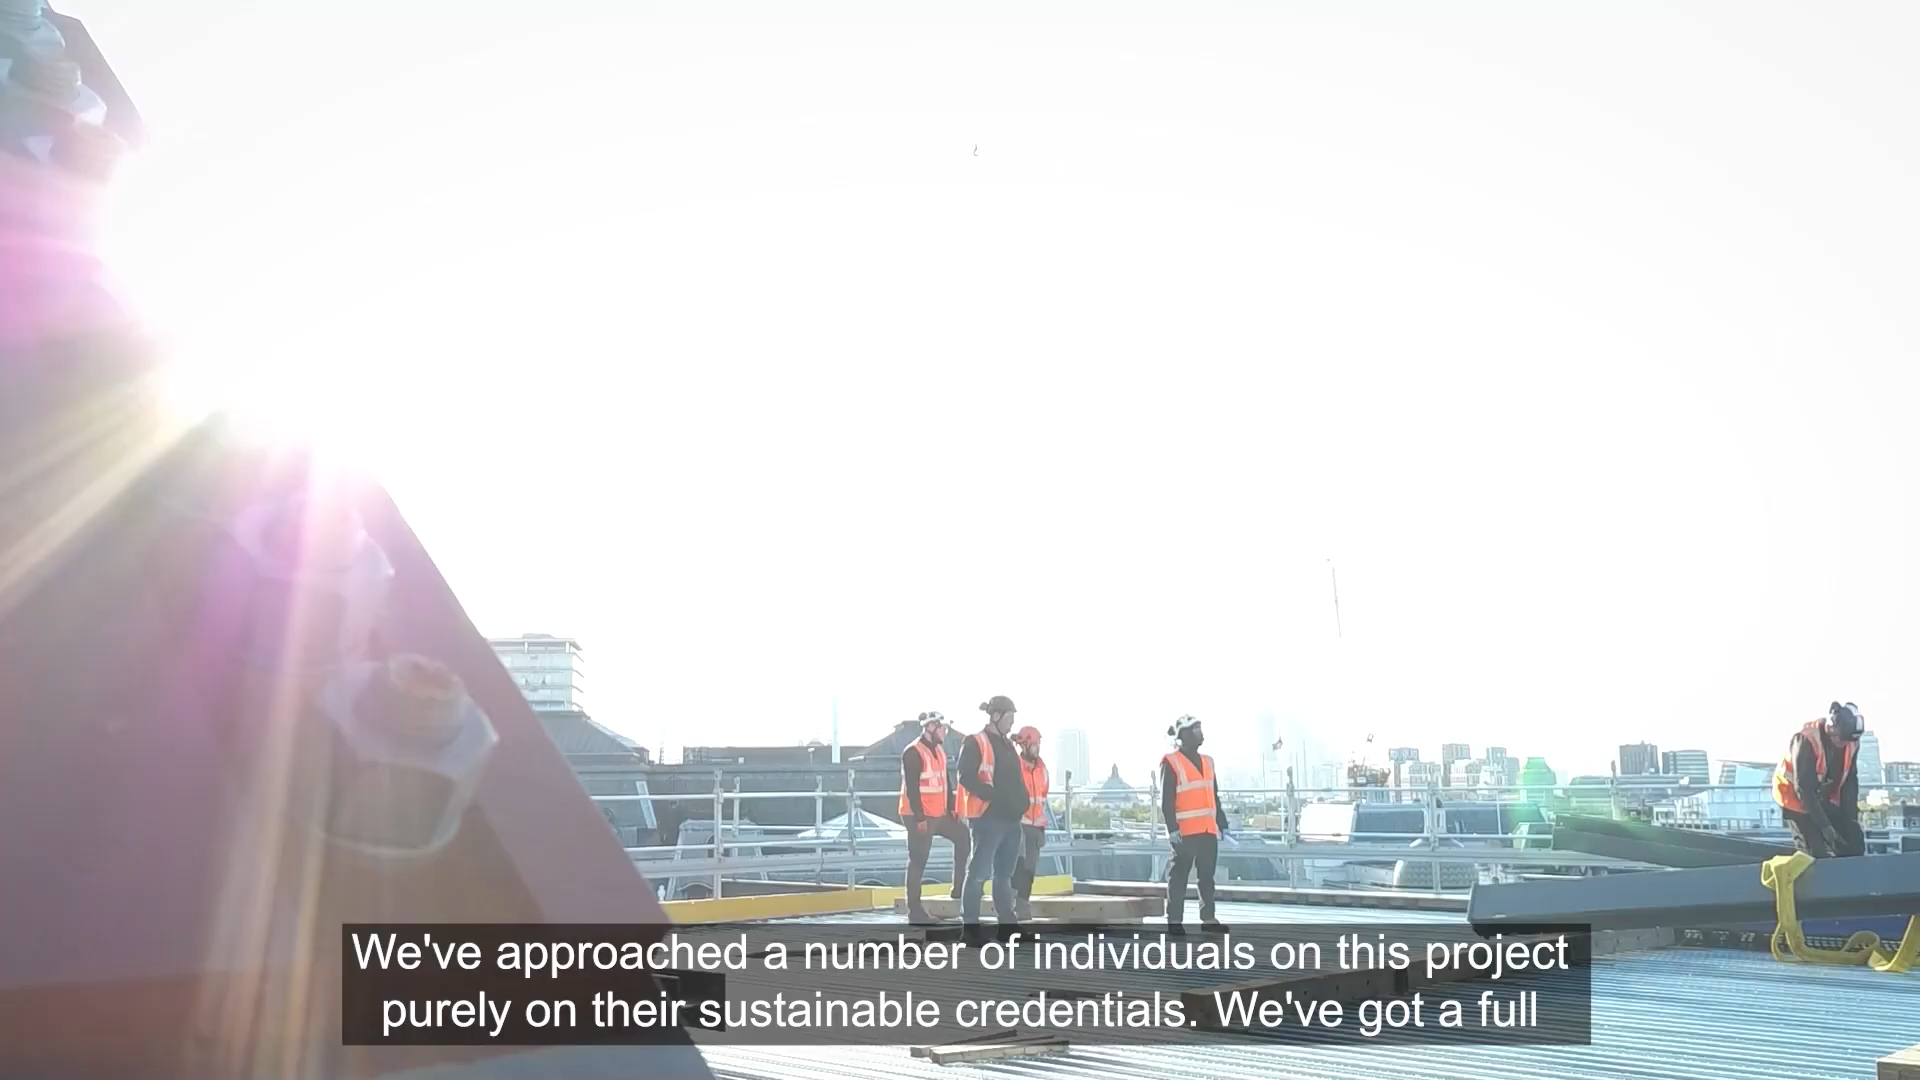 We've approached a number of individuals on this project
purely on their sustainable credentials. We've got a full